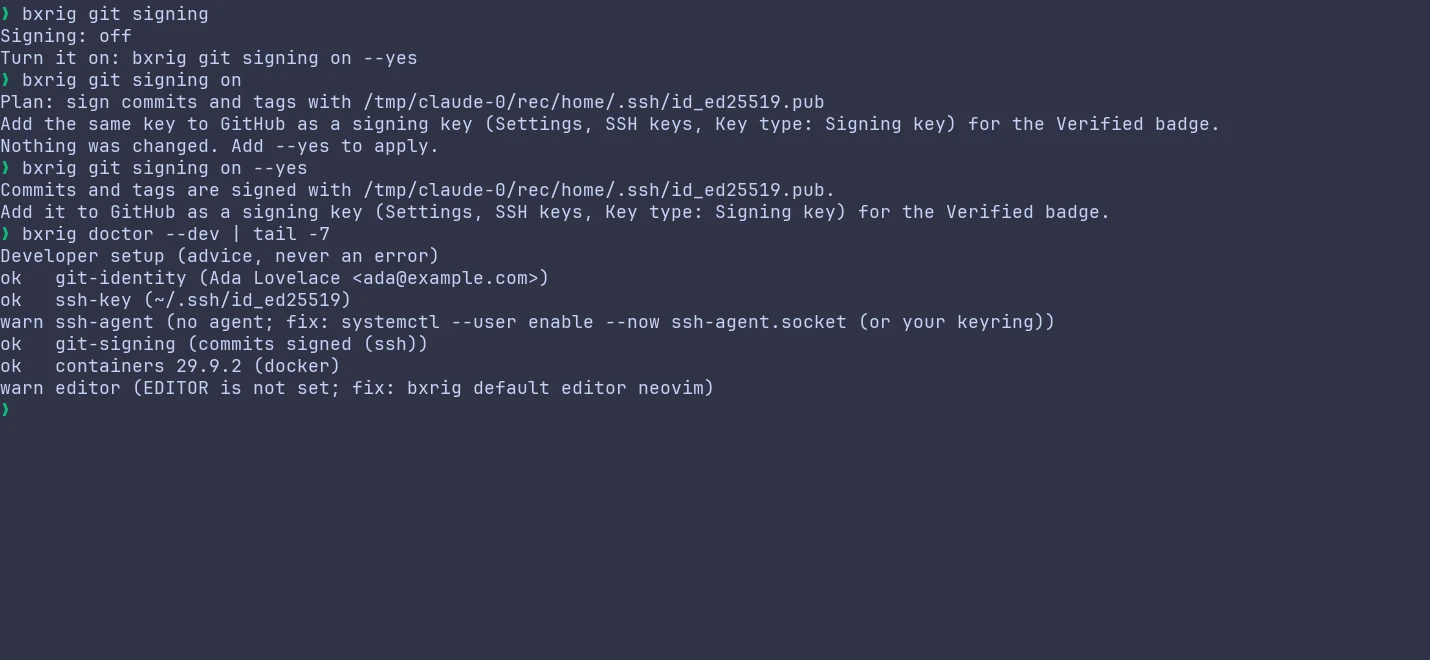 ❯ bxrig git signing
Signing: off
Turn it on: bxrig git signing on --yes
❯ bxrig git signing on
Plan: sign commits and tags with /tmp/claude-0/rec/home/.ssh/id_ed25519.pub
Add the same key to GitHub as a signing key (Settings, SSH keys, Key type: Signing key) for the Verified badge.
Nothing was changed. Add --yes to apply.
❯ bxrig git signing on --yes
Commits and tags are signed with /tmp/claude-0/rec/home/.ssh/id_ed25519.pub.
Add it to GitHub as a signing key (Settings, SSH keys, Key type: Signing key) for the Verified badge.
❯ bxrig doctor --dev | tail -7
Developer setup (advice, never an error)
ok   git-identity (Ada Lovelace <ada@example.com>)
ok   ssh-key (~/.ssh/id_ed25519)
warn ssh-agent (no agent; fix: systemctl --user enable --now ssh-agent.socket (or your keyring))
ok   git-signing (commits signed (ssh))
ok   containers 29.9.2 (docker)
warn editor (EDITOR is not set; fix: bxrig default editor neovim)
❯